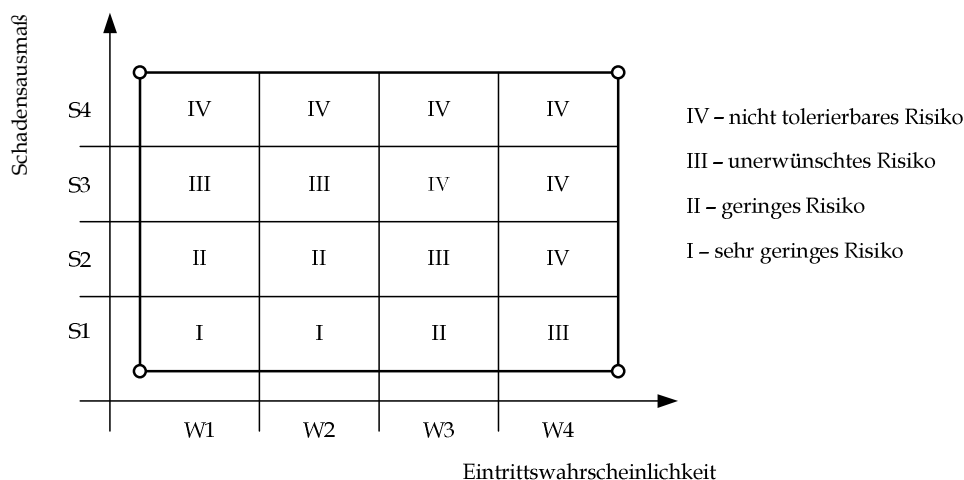 Schadensausmaß
S4 IV IV IV IV
S3 III III IV IV
S2 II II III IV
S1 I I II III
W1 W2 W3 W4
Eintrittswahrscheinlichkeit
IV – nicht tolerierbares Risiko
III – unerwünschtes Risiko
II – geringes Risiko
I – sehr geringes Risiko